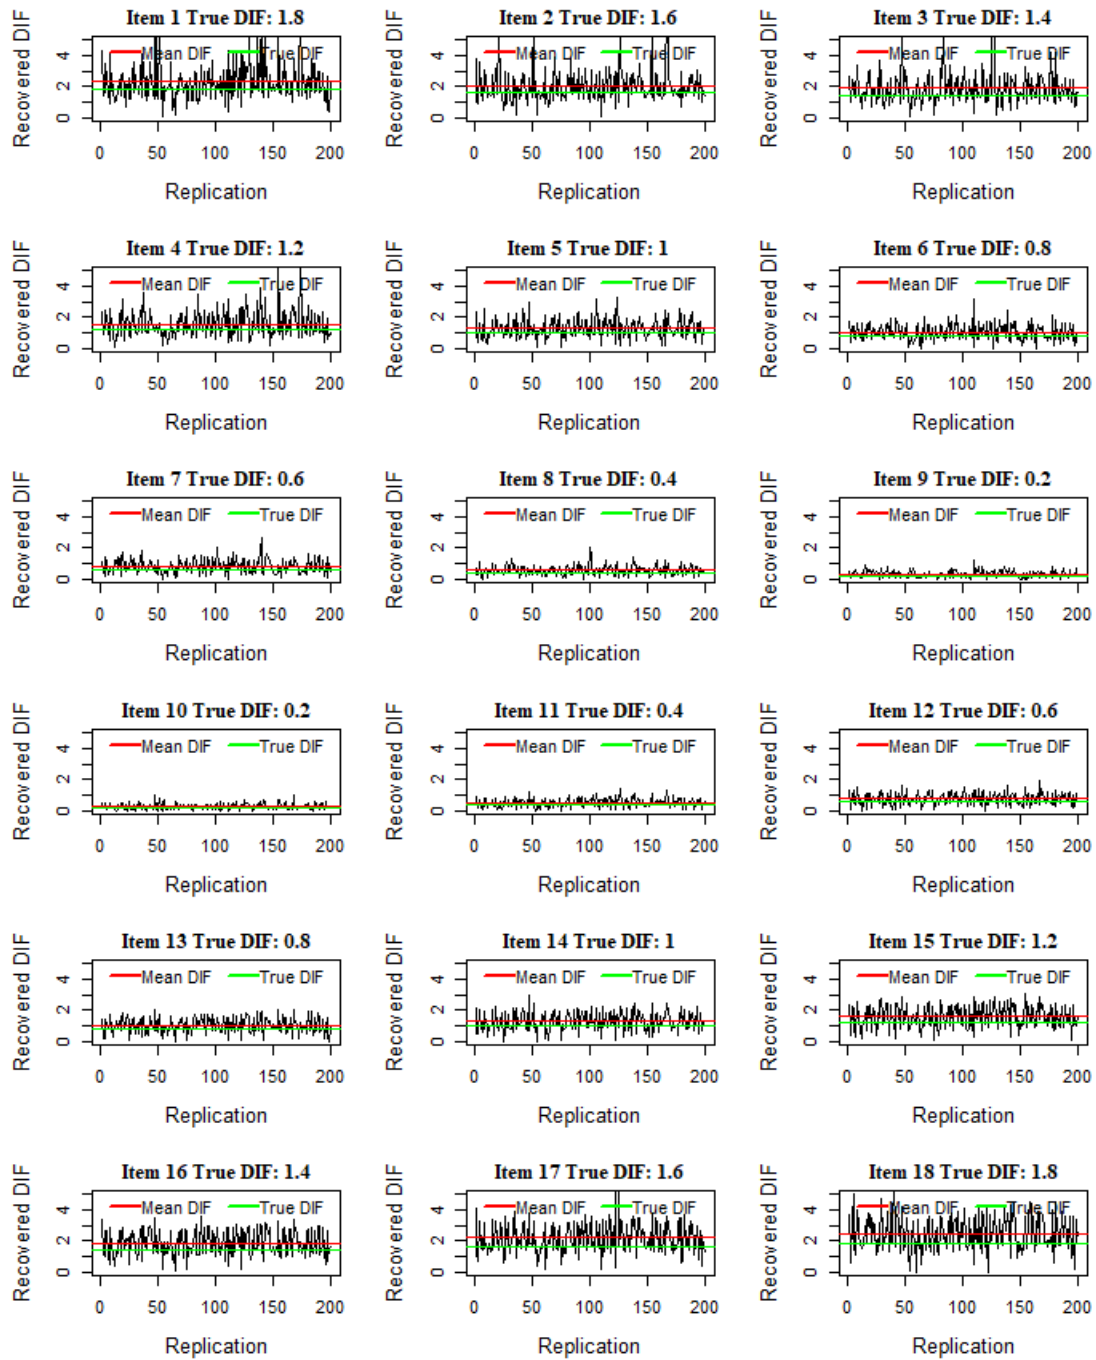 Item 1 True DIF: 1.8
Item 2 True DIF: 1.6
Item 3 True DIF: 1.4
Recovered DIF
0 2 4
Mean DIF
True DIF
0 50 100 150 200
Replication
Recovered DIF
0 2 4
Mean DIF
True DIF
0 50 100 150 200
Replication
Recovered DIF
0 2 4
Mean DIF
True DIF
0 50 100 150 200
Replication
Item 4 True DIF: 1.2
Item 5 True DIF: 1
Item 6 True DIF: 0.8
Recovered DIF
0 2 4
Mean DIF
True DIF
0 50 100 150 200
Replication
Recovered DIF
0 2 4
Mean DIF
True DIF
0 50 100 150 200
Replication
Recovered DIF
0 2 4
Mean DIF
True DIF
0 50 100 150 200
Replication
Item 7 True DIF: 0.6
Item 8 True DIF: 0.4
Item 9 True DIF: 0.2
Recovered DIF
0 2 4
Mean DIF
True DIF
0 50 100 150 200
Replication
Recovered DIF
0 2 4
Mean DIF
True DIF
0 50 100 150 200
Replication
Recovered DIF
0 2 4
Mean DIF
True DIF
0 50 100 150 200
Replication
Item 10 True DIF: 0.2
Item 11 True DIF: 0.4
Item 12 True DIF: 0.6
Recovered DIF
0 2 4
Mean DIF
True DIF
0 50 100 150 200
Replication
Recovered DIF
0 2 4
Mean DIF
True DIF
0 50 100 150 200
Replication
Recovered DIF
0 2 4
Mean DIF
True DIF
0 50 100 150 200
Replication
Item 13 True DIF: 0.8
Item 14 True DIF: 1
Item 15 True DIF: 1.2
Recovered DIF
0 2 4
Mean DIF
True DIF
0 50 100 150 200
Replication
Recovered DIF
0 2 4
Mean DIF
True DIF
0 50 100 150 200
Replication
Recovered DIF
0 2 4
Mean DIF
True DIF
0 50 100 150 200
Replication
Item 16 True DIF: 1.4
Item 17 True DIF: 1.6
Item 18 True DIF: 1.8
Recovered DIF
0 2 4
Mean DIF
True DIF
0 50 100 150 200
Replication
Recovered DIF
0 2 4
Mean DIF
True DIF
0 50 100 150 200
Replication
Recovered DIF
0 2 4
Mean DIF
True DIF
0 50 100 150 200
Replication